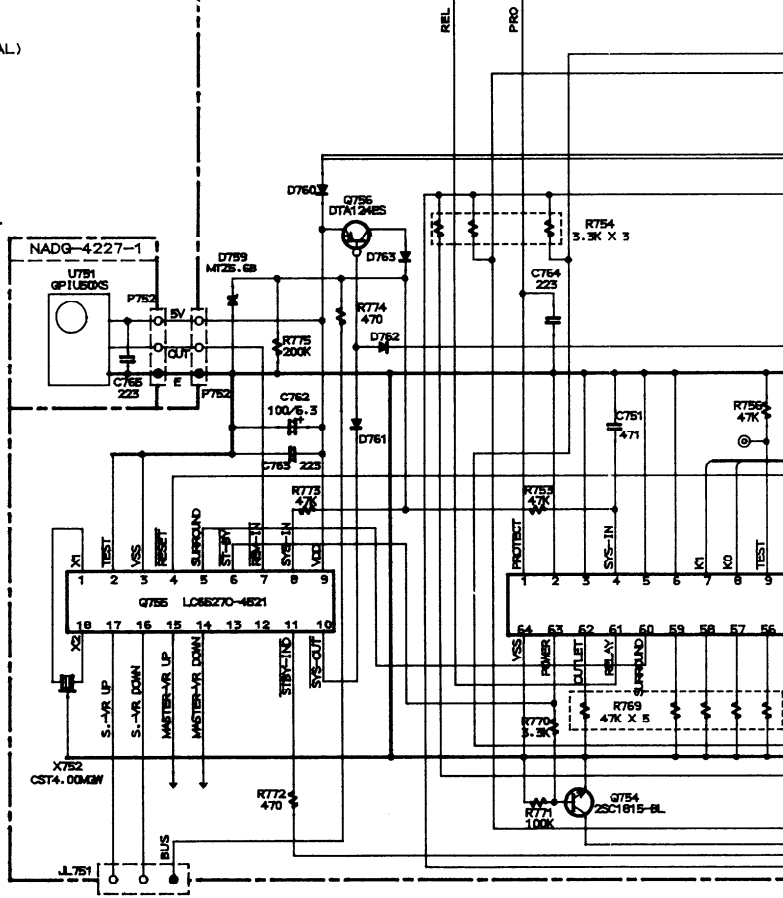 REL
PRO
AL)
D760
Q756
DTA124ES
R754
3.3K X 3
NADG-4227-1
D759
MTZ5.6B
D763
U751
GPIU50XS
C764
223
P752
5V
R774
470
OUT
R775
200K
D762
C765
223
E
P752
C762
100/6.3
+
C751
471
R756
47K
D761
C763 223
R773
47K
R753
47K
X1
TEST
VSS
RESET
SURROUND
ST-BY
REM-IN
SYS-IN
VDD
PROTECT
SYS-IN
K1
K0
TEST
1 2 3 4 5 6 7 8 9
1 2 3 4 5 6 7 8 9
Q755 LC66270-4521
18 17 16 15 14 13 12 11 10
64 63 62 61 60 59 58 57 56
X2
S.-VR UP
S.-VR DOWN
MASTER-VR UP
MASTER-VR DOWN
STBY-IND
SYS-OUT
VSS
POWER
OUTLET
RELAY
SURROUND
R769
47K X 5
R770
3.3K
X752
CST4.00MGW
R772
470
Q754
2SC1815-BL
R771
100K
BUS
JL751